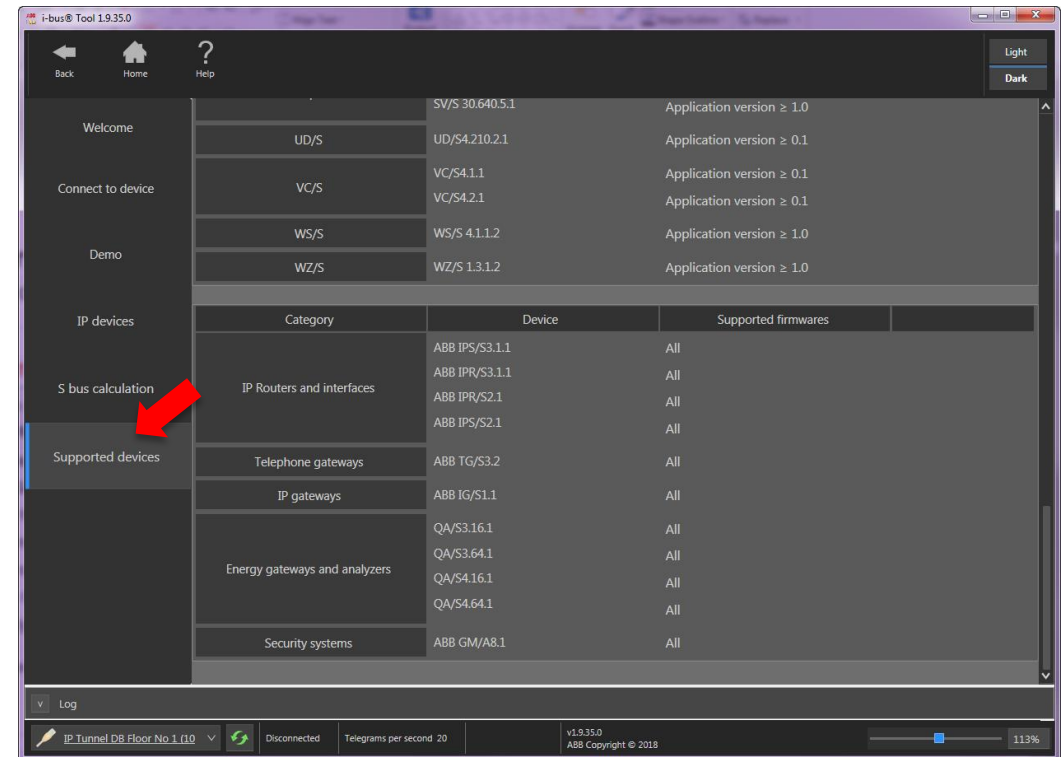 i-bus® Tool 1.9.35.0
Back
Home
Help
Light
Dark
Welcome
Connect to device
Demo
IP devices
S bus calculation
Supported devices
SV/S 30.640.5.1 Application version ≥ 1.0
UD/S UD/S4.210.2.1 Application version ≥ 0.1
VC/S VC/S4.1.1 Application version ≥ 0.1
VC/S4.2.1 Application version ≥ 0.1
WS/S WS/S 4.1.1.2 Application version ≥ 1.0
WZ/S WZ/S 1.3.1.2 Application version ≥ 1.0
Category Device Supported firmwares
IP Routers and interfaces
ABB IPS/S3.1.1 All
ABB IPR/S3.1.1 All
ABB IPR/S2.1 All
ABB IPS/S2.1 All
Telephone gateways ABB TG/S3.2 All
IP gateways ABB IG/S1.1 All
Energy gateways and analyzers
QA/S3.16.1 All
QA/S3.64.1 All
QA/S4.16.1 All
QA/S4.64.1 All
Security systems ABB GM/A8.1 All
v Log
IP Tunnel DB Floor No 1 (10
Disconnected
Telegrams per second 20
v1.9.35.0
ABB Copyright © 2018
113%